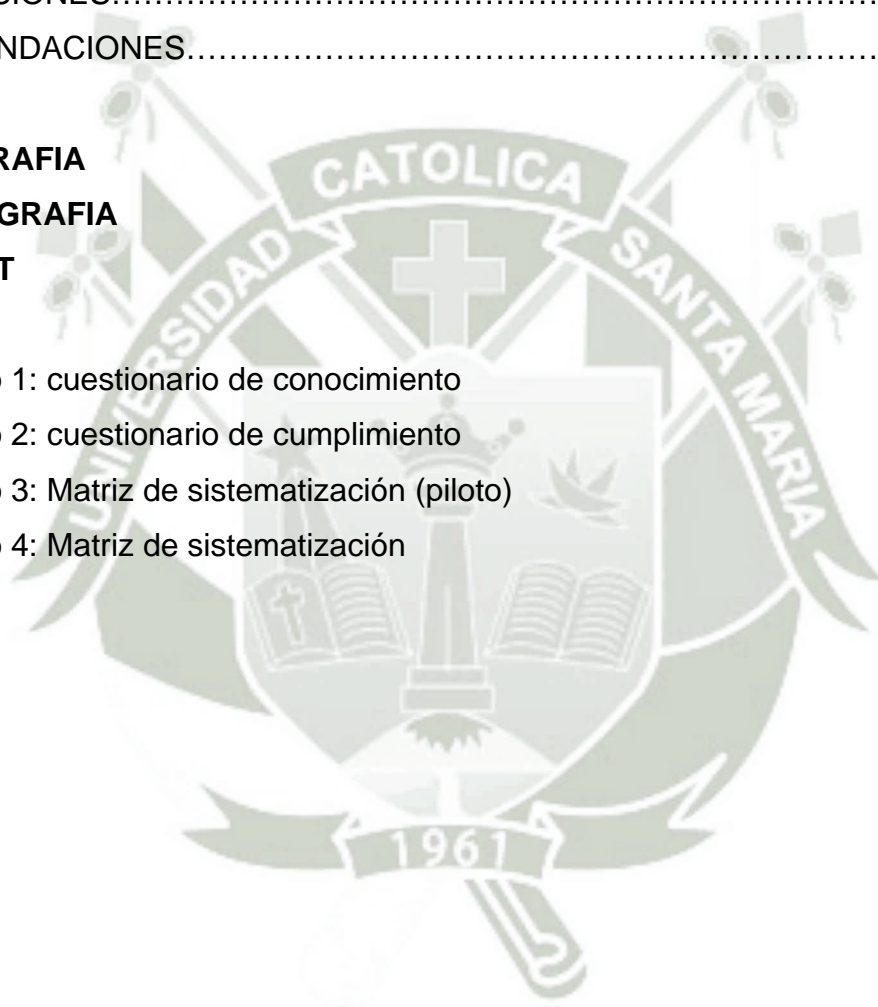 SIONES……………………………………………………………………
NDACIONES……………………………………………………………
RAFIA
GRAFIA
T
o 1: cuestionario de conocimiento
o 2: cuestionario de cumplimiento
o 3: Matriz de sistematización (piloto)
o 4: Matriz de sistematización
UNIVERSIDAD CATOLICA SANTA MARIA
1961